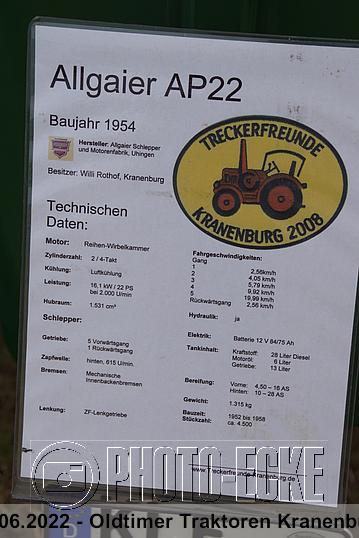 Allgaier AP22
Baujahr 1954
Hersteller: Allgaier Schlepper
und Motorenfabrik, Uhingen
Besitzer: Willi Rothof, Kranenburg
TRECKERFREUNDE
KRANENBURG 2008
Technischen
Daten:
Motor: Reihen-Wirbelkammer
Zylinderzahl: 2 / 4-Takt
Kühlung: Luftkühlung
Leistung: 16,1 kW / 22 PS
bei 2.000 U/min
Hubraum: 1.531 cm³
Schlepper:
Getriebe: 5 Vorwärtsgang
1 Rückwärtsgang
Zapfwelle: hinten, 615 U/min.
Bremsen: Mechanische
Innenbackenbremsen
Lenkung: ZF-Lenkgetriebe
Fahrgeschwindigkeiten:
Gang
1 2,56km/h
2 4,05 km/h
3 5,79 km/h
4 9,92 km/h
5 19,99 km/h
Rückwärtsgang 2,56 km/h
Hydraulik: ja
Elektrik: Batterie 12 V 84/75 Ah
Tankinhalt: Kraftstoff: 28 Liter Diesel
Motoröl: 6 Liter
Getriebe: 13 Liter
Bereifung: Vorne: 4,50 – 16 AS
Hinten: 10 – 28 AS
Gewicht: 1.315 kg
Bauzeit: 1952 bis 1958
Stückzahl: ca. 4.500
www.Treckerfreunde-Kranenburg.de
PHOTO-ECKE
.06.2022 - Oldtimer Traktoren Kranenb